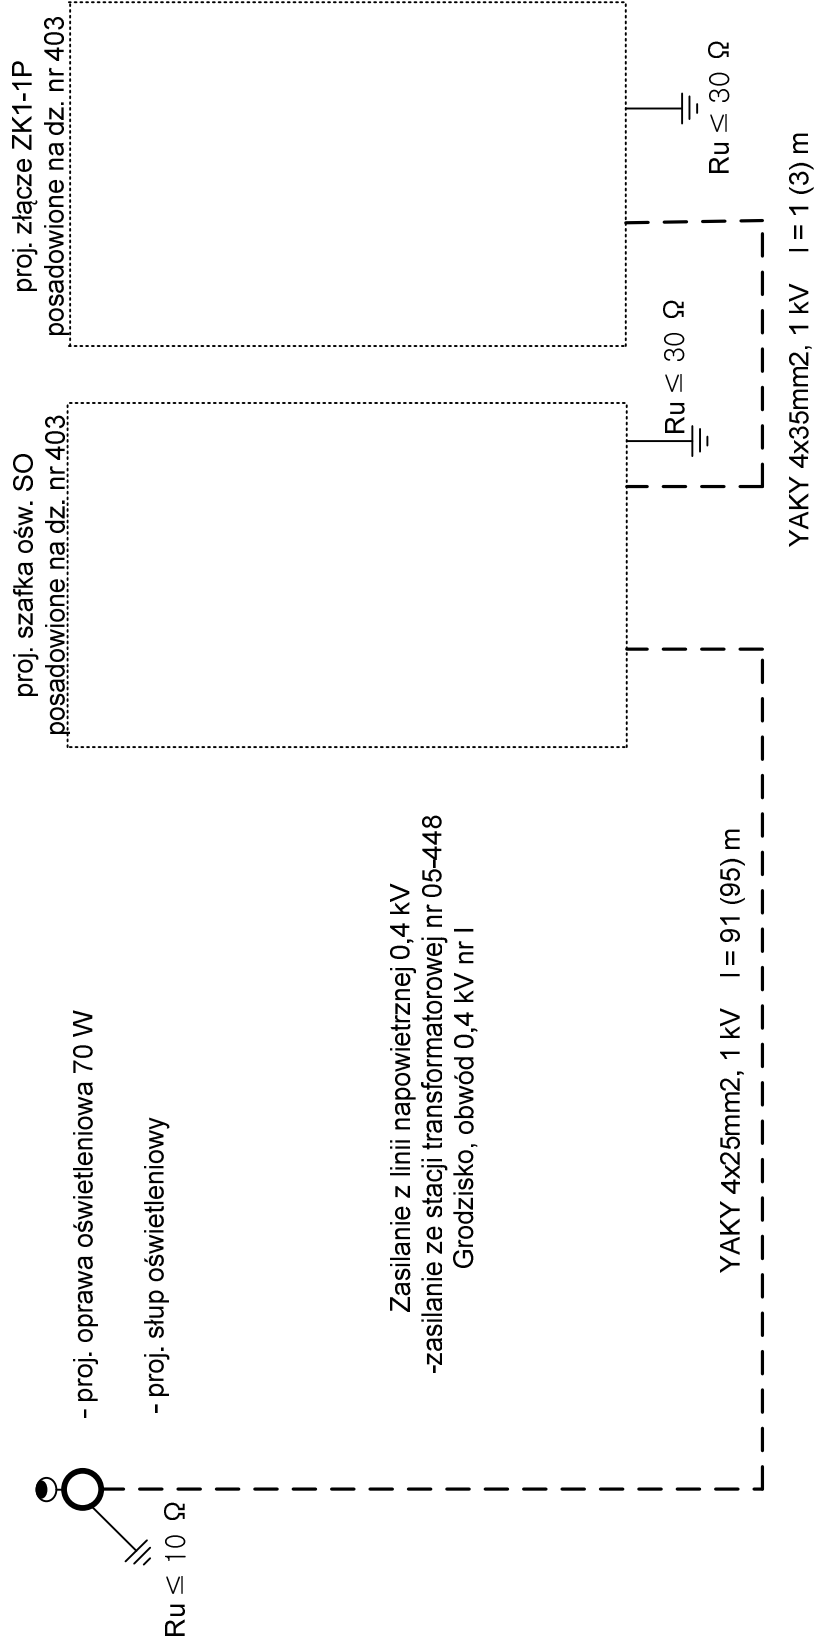 - proj. oprawa oświetleniowa 70 W
- proj. słup oświetleniowy
Ru ≤ 10 Ω
Zasilanie z linii napowietrznej 0,4 kV
-zasilanie ze stacji transformatorowej nr 05-448
Grodzisko, obwód 0,4 kV nr I
YAKY 4x25mm2, 1 kV l = 91 (95) m
proj. szafka ośw. SO
posadowione na dz. nr 403
Ru ≤ 30 Ω
proj. złącze ZK1-1P
posadowione na dz. nr 403
Ru ≤ 30 Ω
YAKY 4x35mm2, 1 kV l = 1 (3) m